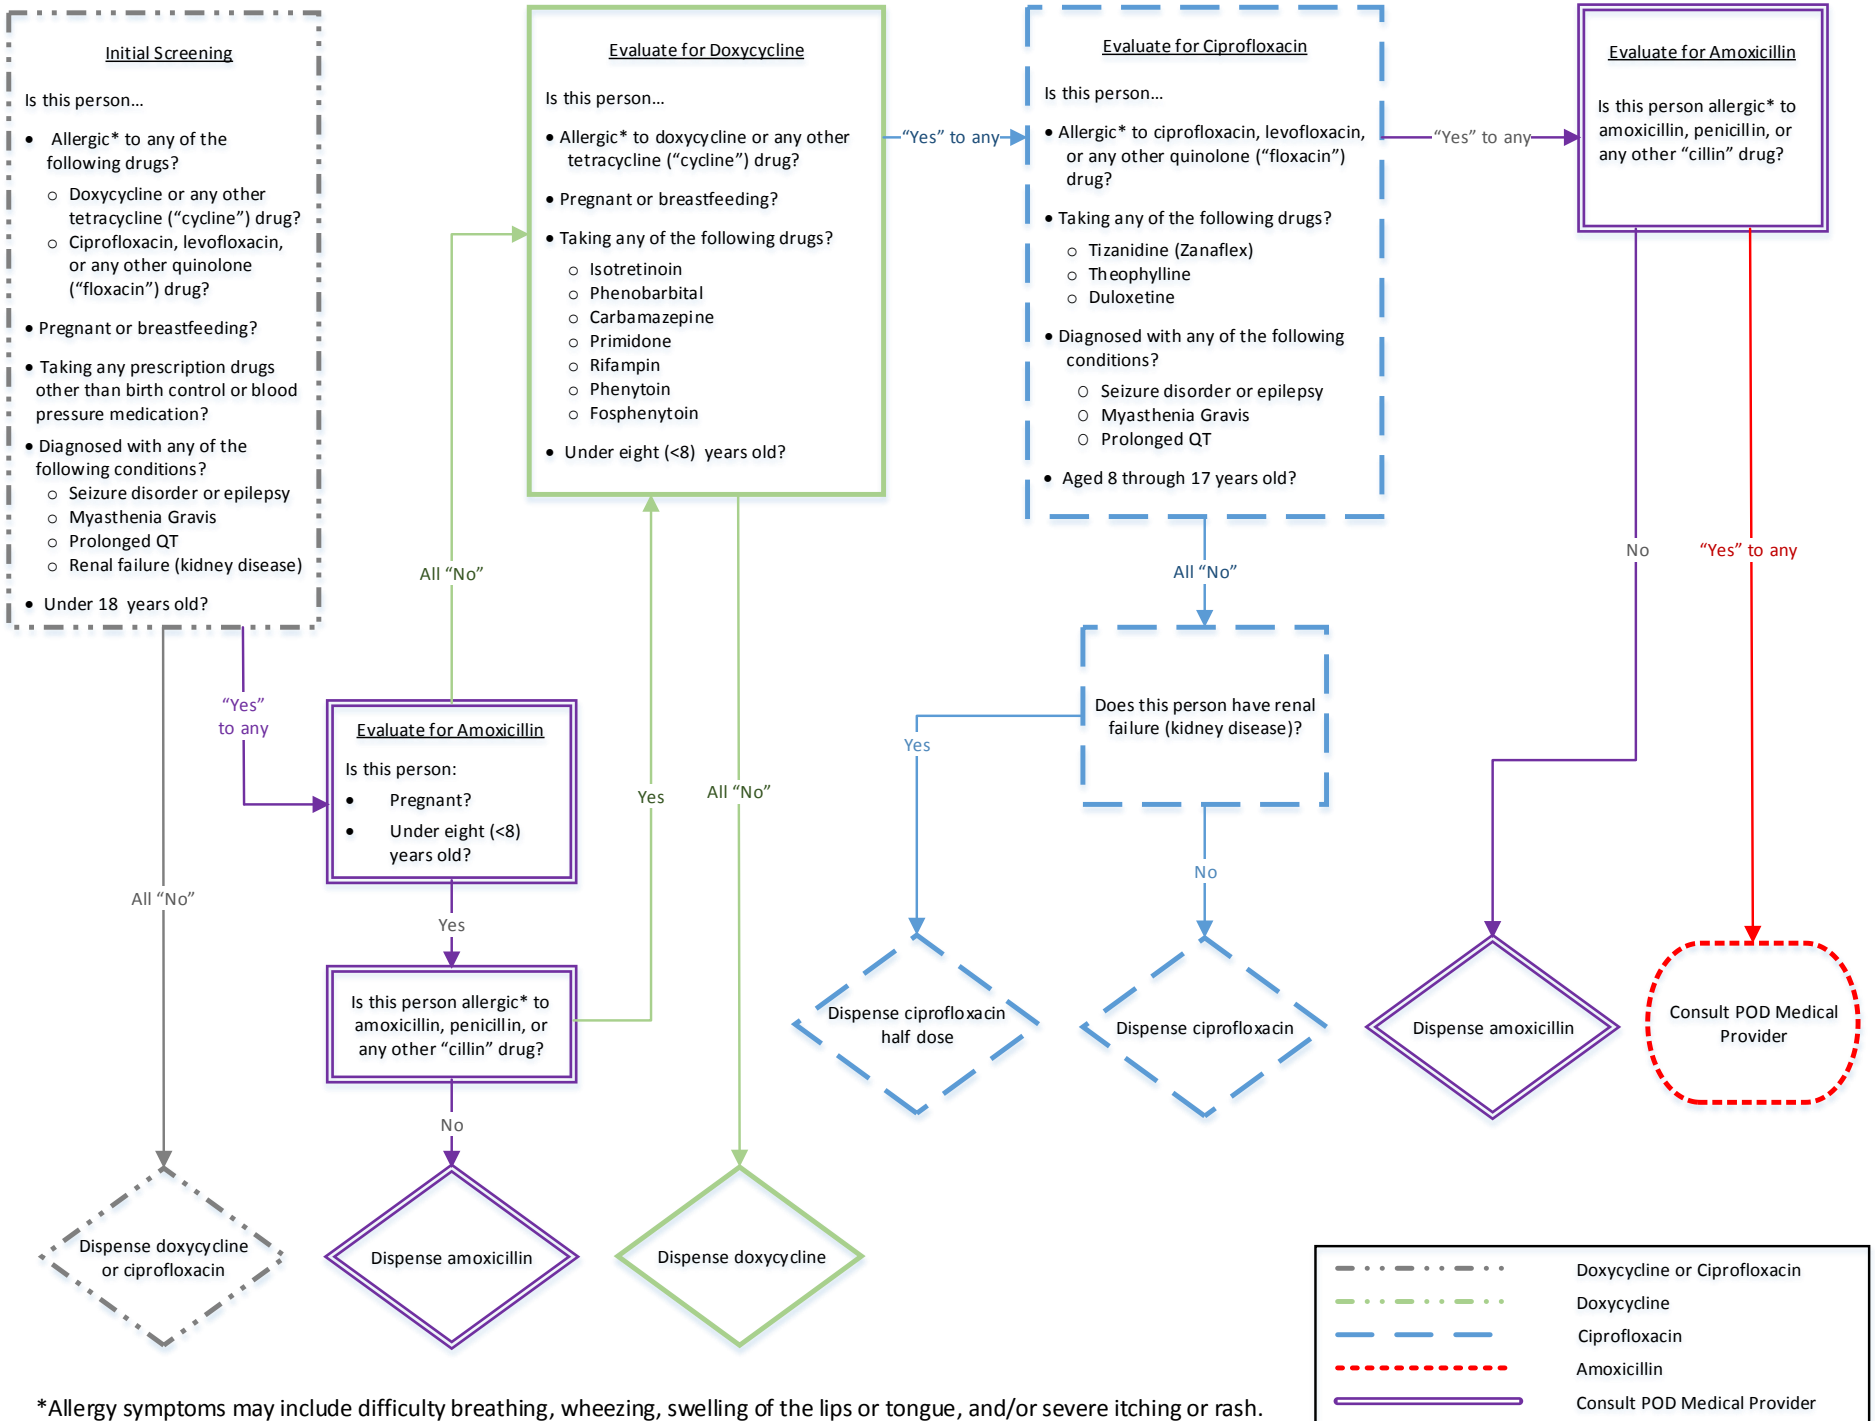 Initial Screening
Is this person...
• Allergic* to any of the
following drugs?
o Doxycycline or any other
tetracycline (“cycline”) drug?
o Ciprofloxacin, levofloxacin,
or any other quinolone
(“floxacin”) drug?
• Pregnant or breastfeeding?
• Taking any prescription drugs
other than birth control or blood
pressure medication?
• Diagnosed with any of the
following conditions?
o Seizure disorder or epilepsy
o Myasthenia Gravis
o Prolonged QT
o Renal failure (kidney disease)
• Under 18 years old?
Evaluate for Doxycycline
Is this person...
• Allergic* to doxycycline or any other
tetracycline (“cycline”) drug?
• Pregnant or breastfeeding?
• Taking any of the following drugs?
o Isotretinoin
o Phenobarbital
o Carbamazepine
o Primidone
o Rifampin
o Phenytoin
o Fosphenytoin
• Under eight (<8) years old?
“Yes” to any
Evaluate for Ciprofloxacin
Is this person...
• Allergic* to ciprofloxacin, levofloxacin,
or any other quinolone (“floxacin”)
drug?
• Taking any of the following drugs?
o Tizanidine (Zanaflex)
o Theophylline
o Duloxetine
• Diagnosed with any of the following
conditions?
o Seizure disorder or epilepsy
o Myasthenia Gravis
o Prolonged QT
• Aged 8 through 17 years old?
“Yes” to any
Evaluate for Amoxicillin
Is this person allergic* to
amoxicillin, penicillin, or
any other “cillin” drug?
All “No”
“Yes”
to any
All “No”
Evaluate for Amoxicillin
Is this person:
• Pregnant?
• Under eight (<8)
years old?
Yes
Is this person allergic* to
amoxicillin, penicillin, or
any other “cillin” drug?
Yes
No
All “No”
All “No”
Does this person have renal
failure (kidney disease)?
Yes
No
No
“Yes” to any
Dispense ciprofloxacin
half dose
Dispense ciprofloxacin
Dispense amoxicillin
Consult POD Medical
Provider
Dispense doxycycline
or ciprofloxacin
Dispense amoxicillin
Dispense doxycycline
Doxycycline or Ciprofloxacin
Doxycycline
Ciprofloxacin
Amoxicillin
Consult POD Medical Provider
*Allergy symptoms may include difficulty breathing, wheezing, swelling of the lips or tongue, and/or severe itching or rash.